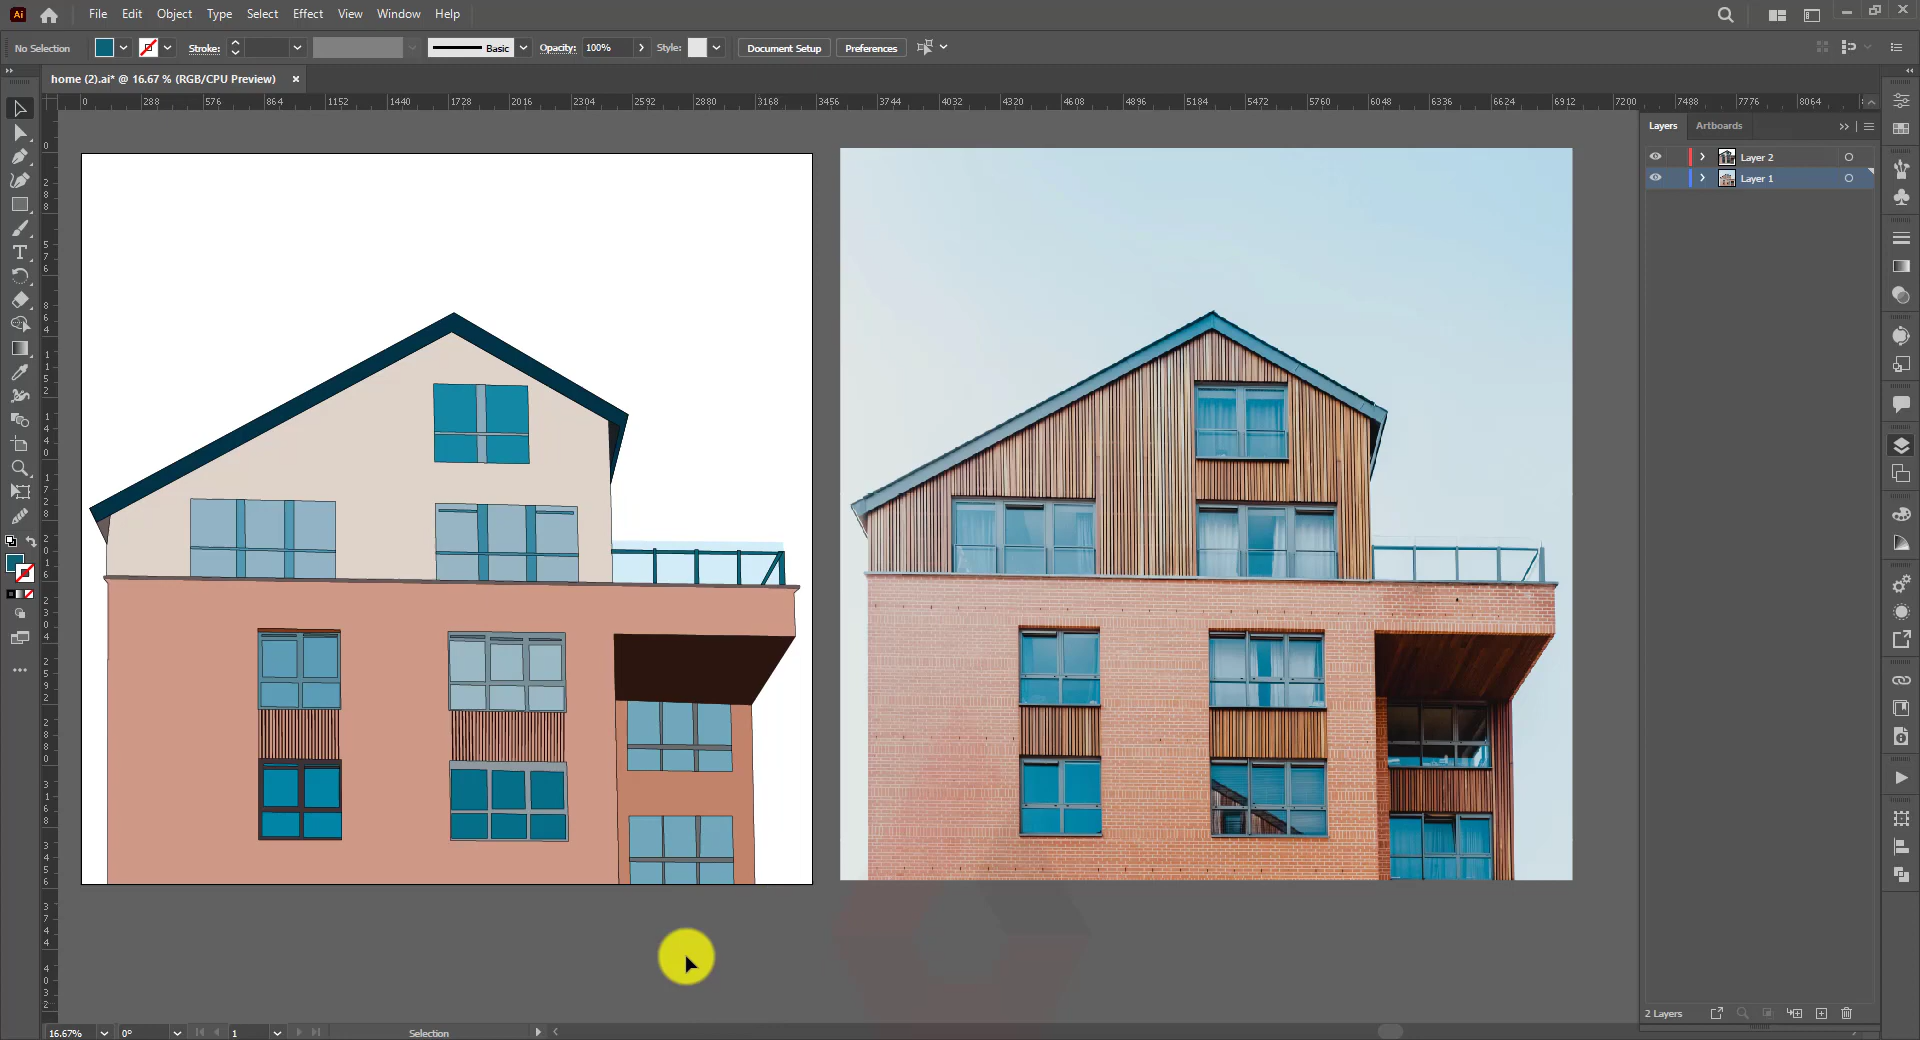 Ai File Edit Object Type Select Effect View Window Help
No Selection Stroke: Basic Opacity: 100% Style: Document Setup Preferences
home (2).ai* @ 16.67 % (RGB/CPU Preview) ×
0 288 576 864 1152 1440 1728 2016 2304 2592 2880 3168 3456 3744 4032 4320 4608 4896 5184 5472 5760 6048 6336 6624 6912 7200 7488 7776 8064
Layers Artboards
Layer 2
Layer 1
2 Layers
16.67% 0° 1 Selection